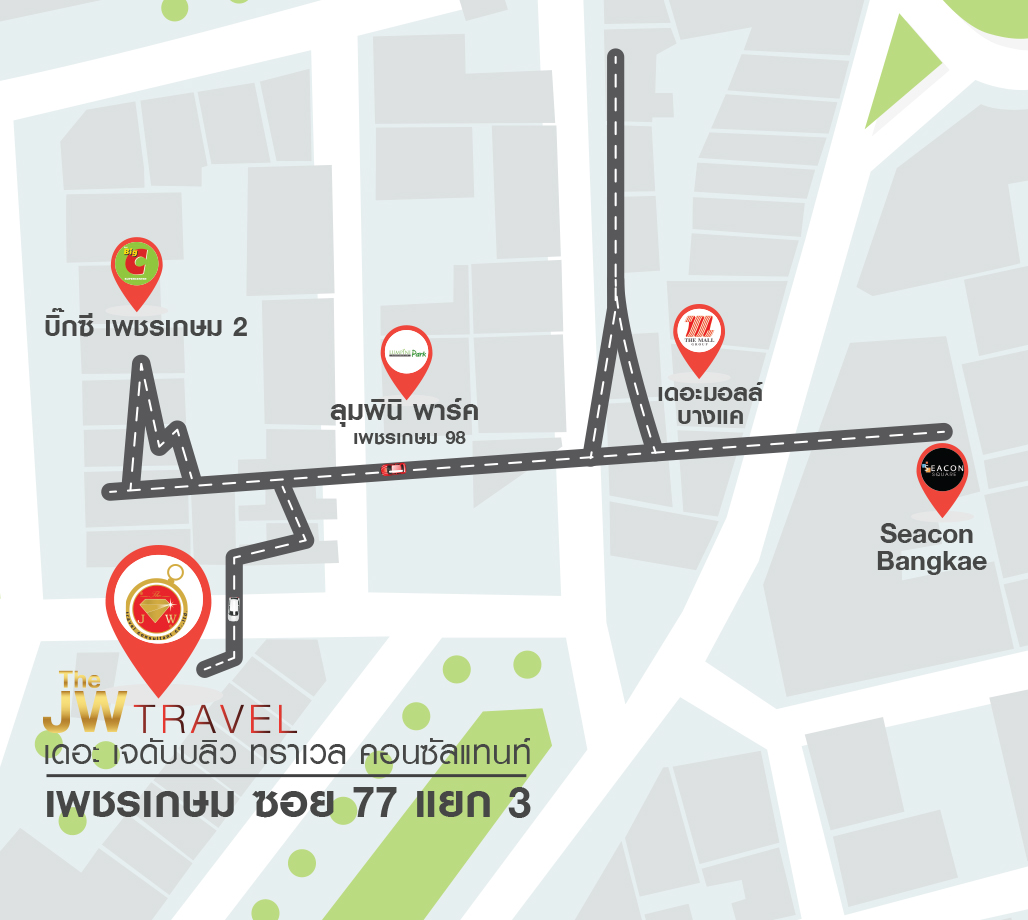 Big
C
บิ๊กซี เพชรเกษม 2
Park
ลุมพินี พาร์ค
เพชรเกษม 98
THE MALL
GROUP
เดอะมอลล์
บางแค
SEACON
SQUARE
Seacon
Bangkae
The
J W
travel consultant co.,ltd.
The
JW TRAVEL
เดอะ เจดับบลิว ทราเวล คอนซัลแทนท์
เพชรเกษม ซอย 77 แยก 3